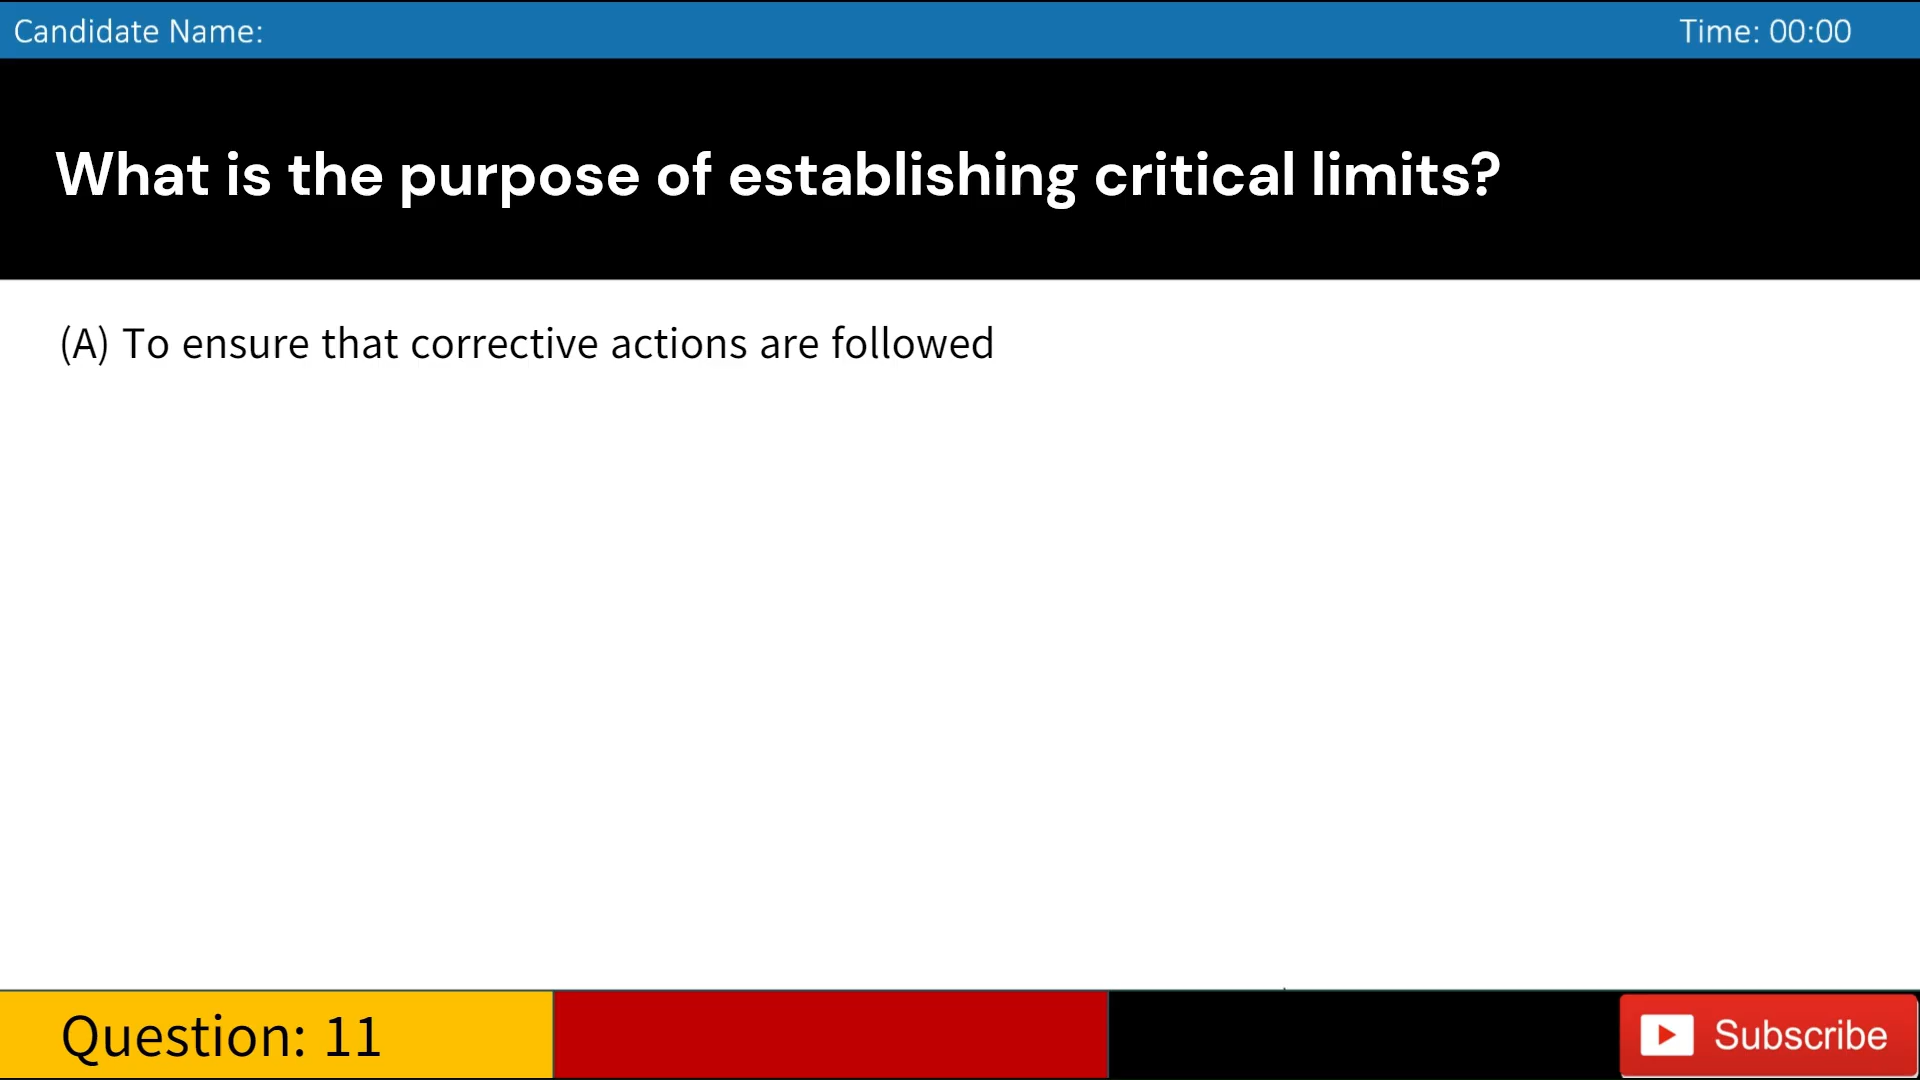 Candidate Name:
Time: 00:00
What is the purpose of establishing critical limits?
(A) To ensure that corrective actions are followed
Question: 11
Subscribe